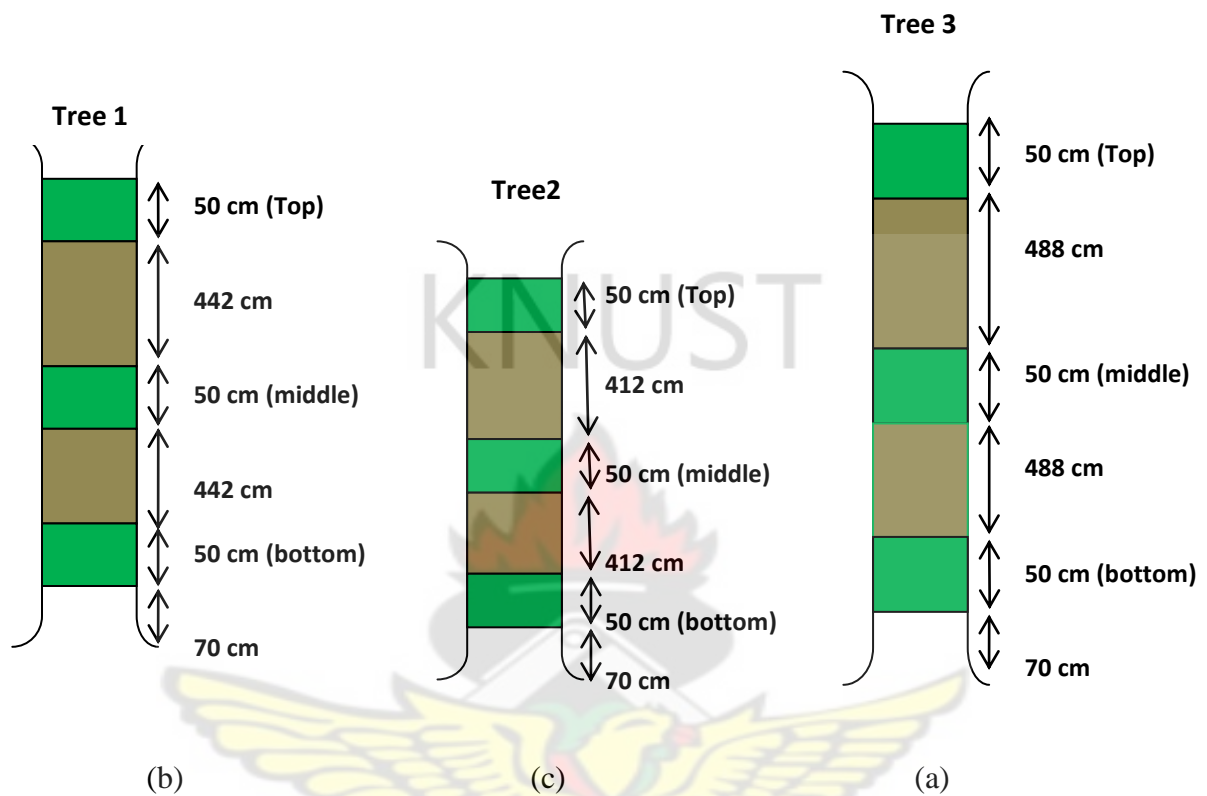 Tree 1
50 cm (Top)
442 cm
50 cm (middle)
442 cm
50 cm (bottom)
70 cm
(b)
Tree2
50 cm (Top)
412 cm
50 cm (middle)
412 cm
50 cm (bottom)
70 cm
(c)
Tree 3
50 cm (Top)
488 cm
50 cm (middle)
488 cm
50 cm (bottom)
70 cm
(a)
KNUST